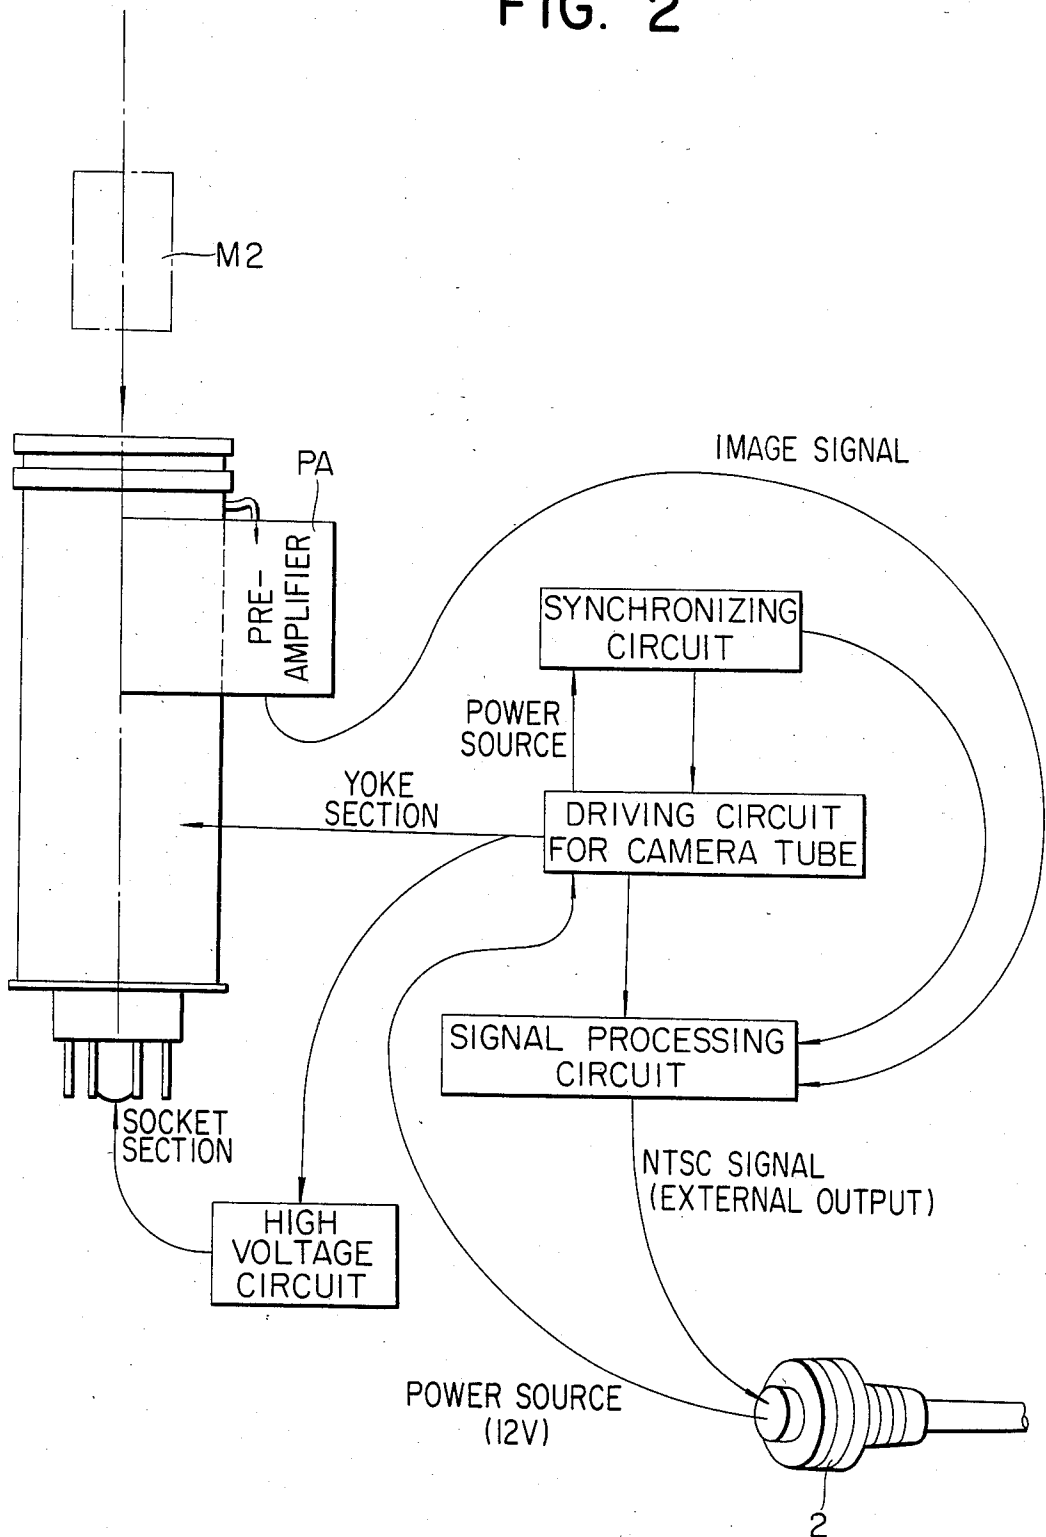 FIG. 2
M2
PA
IMAGE SIGNAL
PRE-
AMPLIFIER
SYNCHRONIZING
CIRCUIT
POWER
SOURCE
YOKE
SECTION
DRIVING CIRCUIT
FOR CAMERA TUBE
SIGNAL PROCESSING
CIRCUIT
SOCKET
SECTION
NTSC SIGNAL
(EXTERNAL OUTPUT)
HIGH
VOLTAGE
CIRCUIT
POWER SOURCE
(12V)
2